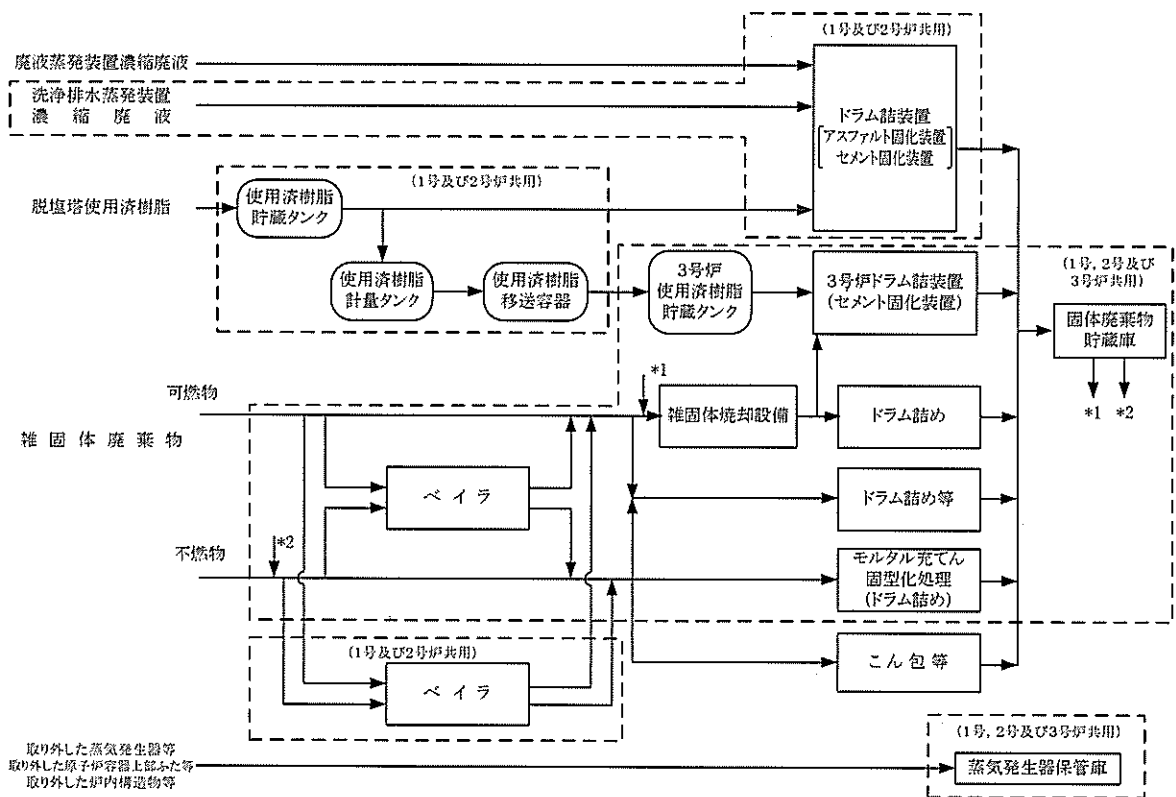 (1号及び2号炉共用)
廃液蒸発装置濃縮廃液
洗浄排水蒸発装置
濃縮廃液
ドラム詰装置
アスファルト固化装置
セメント固化装置
(1号及び2号炉共用)
脱塩塔使用済樹脂
使用済樹脂
貯蔵タンク
使用済樹脂
計量タンク
使用済樹脂
移送容器
3号炉
使用済樹脂
貯蔵タンク
3号炉ドラム詰装置
(セメント固化装置)
(1号,2号及び
3号炉共用)
固体廃棄物
貯蔵庫
*1
*2
可燃物
*1
雑固体焼却設備
ドラム詰め
雑固体廃棄物
ベイラ
ドラム詰め等
不燃物
*2
モルタル充てん
固型化処理
(ドラム詰め)
(1号及び2号炉共用)
ベイラ
こん包等
取り外した蒸気発生器等
取り外した原子炉容器上部ふた等
取り外した炉内構造物等
(1号,2号及び3号炉共用)
蒸気発生器保管庫